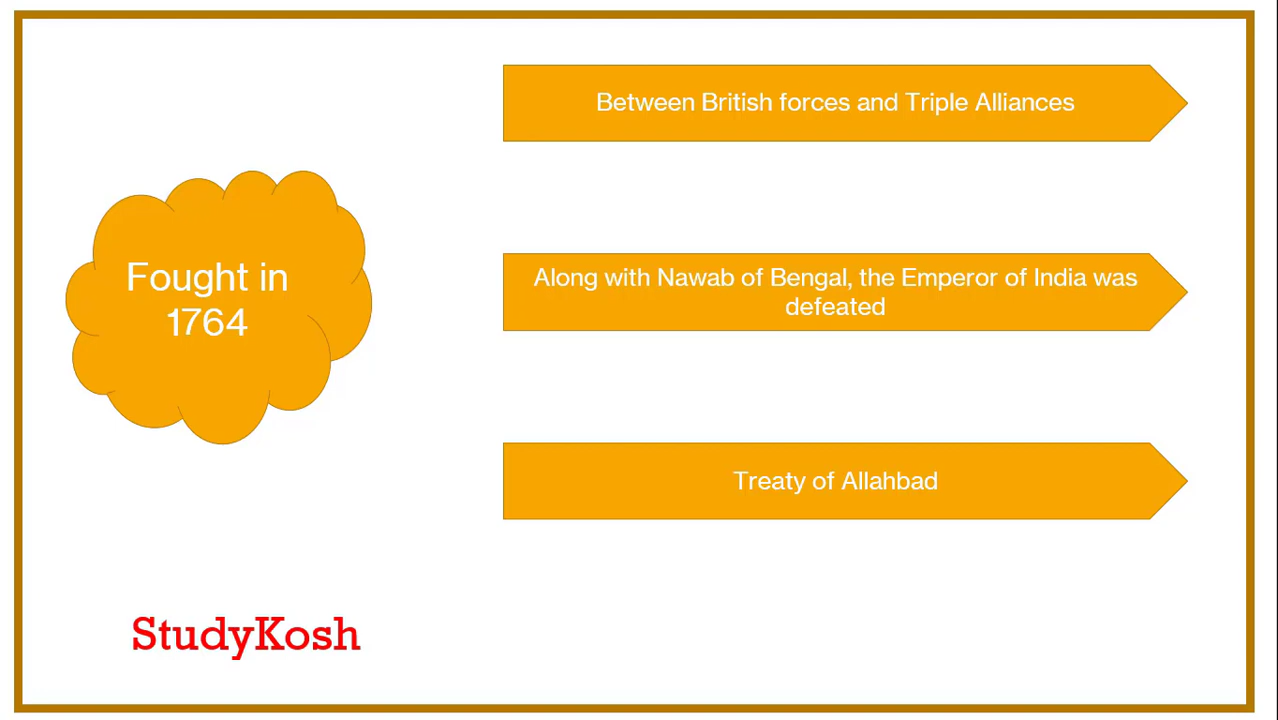 Between British forces and Triple Alliances
Fought in
1764
Along with Nawab of Bengal, the Emperor of India was
defeated
Treaty of Allahbad
StudyKosh